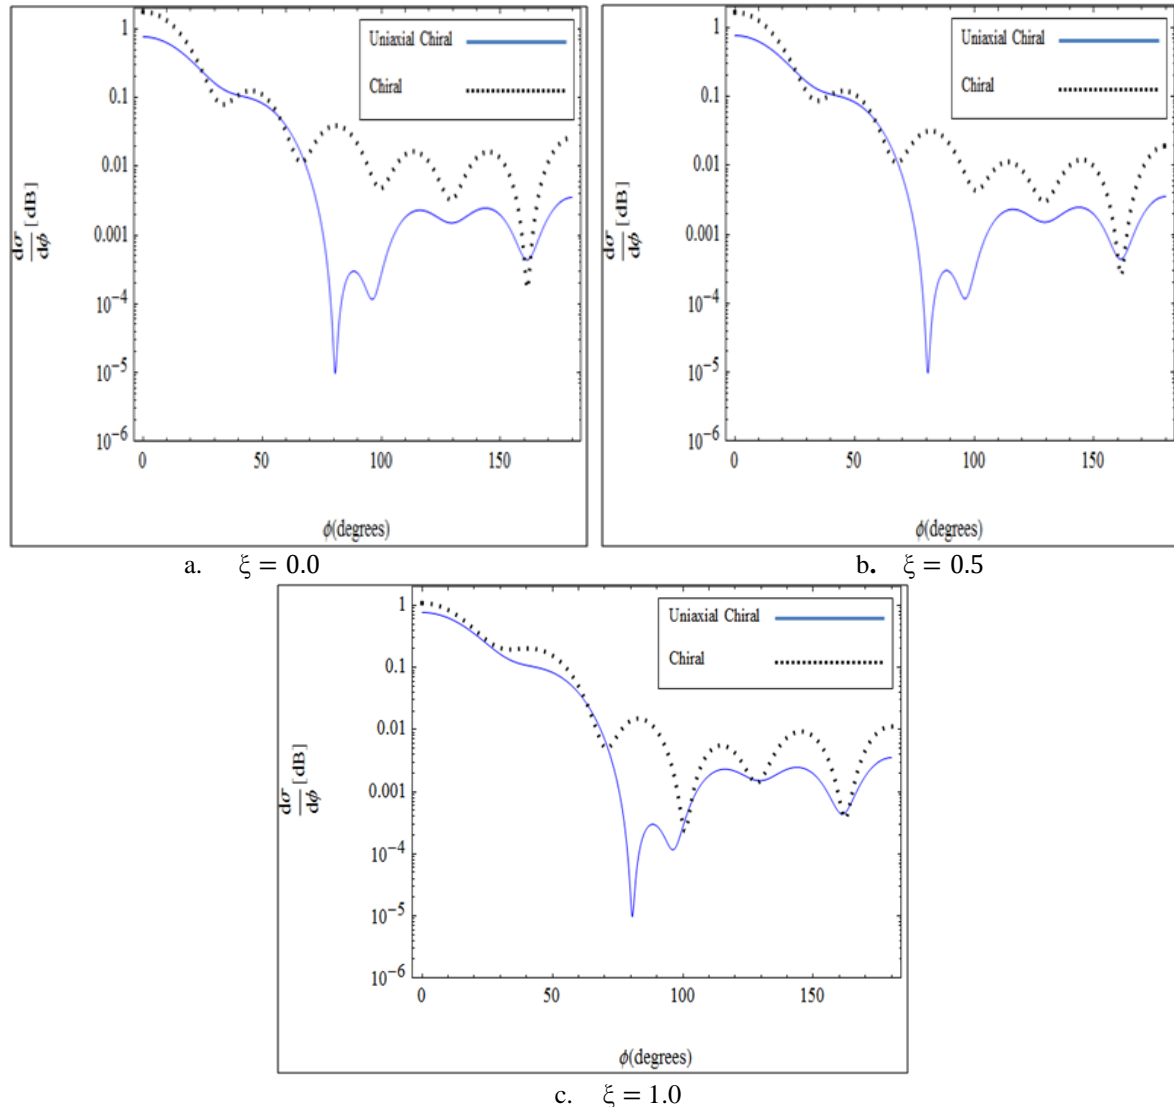 1
0.1
0.01
0.001
10⁻⁴
10⁻⁵
10⁻⁶
dσ/dϕ [dB]
Uniaxial Chiral
Chiral
0 50 100 150
ϕ(degrees)
a. ξ = 0.0
1
0.1
0.01
0.001
10⁻⁴
10⁻⁵
10⁻⁶
dσ/dϕ [dB]
Uniaxial Chiral
Chiral
0 50 100 150
ϕ(degrees)
b. ξ = 0.5
1
0.1
0.01
0.001
10⁻⁴
10⁻⁵
10⁻⁶
dσ/dϕ [dB]
Uniaxial Chiral
Chiral
0 50 100 150
ϕ(degrees)
c. ξ = 1.0